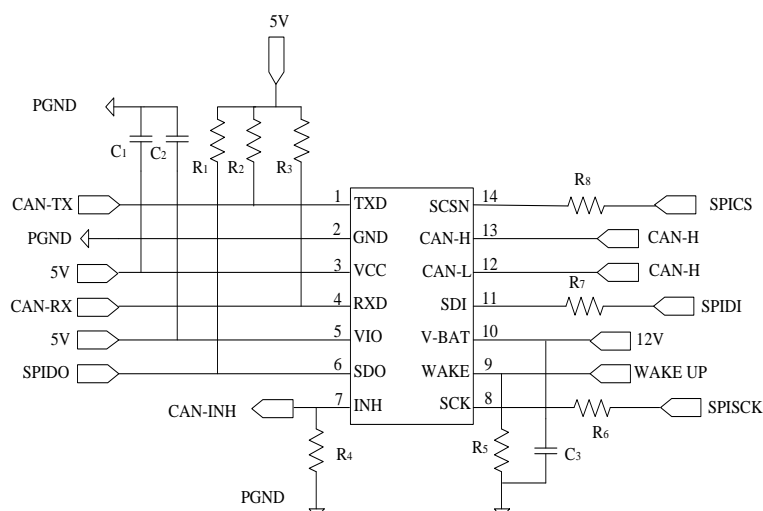 5V
PGND
C1 C2 R1 R2 R3
CAN-TX 1 TXD SCSN 14 R8 SPICS
PGND 2 GND CAN-H 13 CAN-H
5V 3 VCC CAN-L 12 CAN-H
CAN-RX 4 RXD SDI 11 R7 SPIDI
5V 5 VIO V-BAT 10 12V
SPIDO 6 SDO WAKE 9 WAKE UP
CAN-INH 7 INH SCK 8 R6 SPISCK
R4 R5 C3
PGND